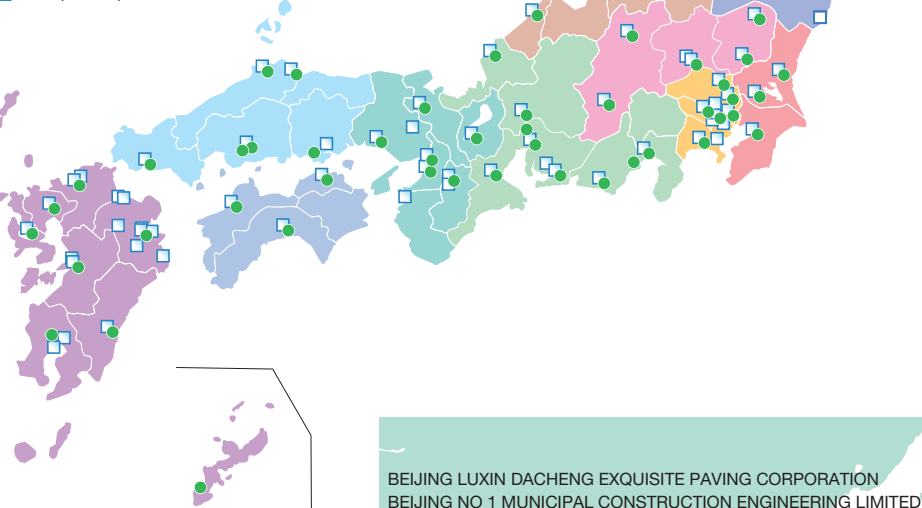 BEIJING LUXIN DACHENG EXQUISITE PAVING CORPORATION
BEIJING NO 1 MUNICIPAL CONSTRUCTION ENGINEERING LIMITED